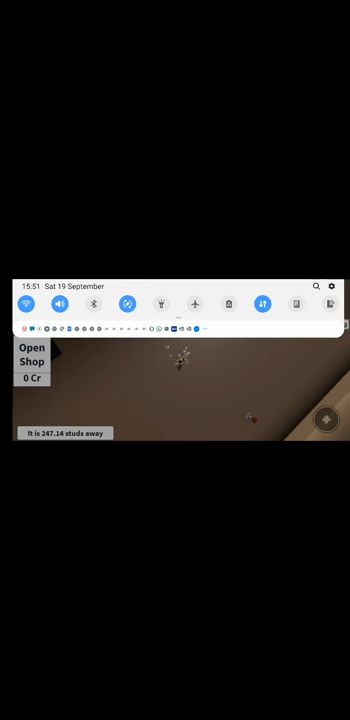 15:51 Sat 19 September
Open
Shop
0 Cr
It is 247.14 studs away